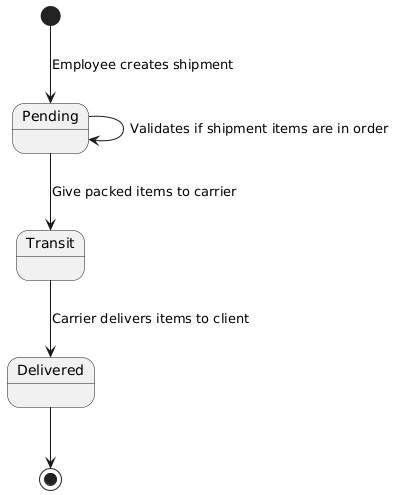 Employee creates shipment
Pending
Validates if shipment items are in order
Give packed items to carrier
Transit
Carrier delivers items to client
Delivered